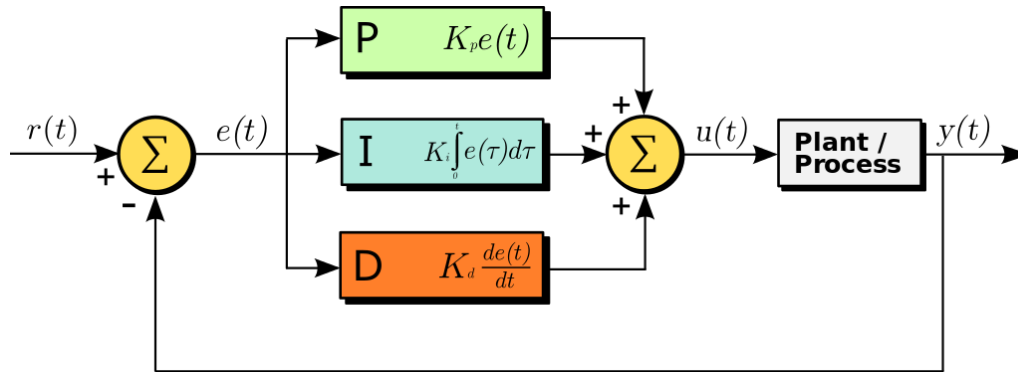 P K_p e(t)
r(t)
+
-
Σ
e(t)
I K_i ∫_0^t e(τ)dτ
D K_d de(t)/dt
+
+
+
Σ
u(t)
Plant /
Process
y(t)